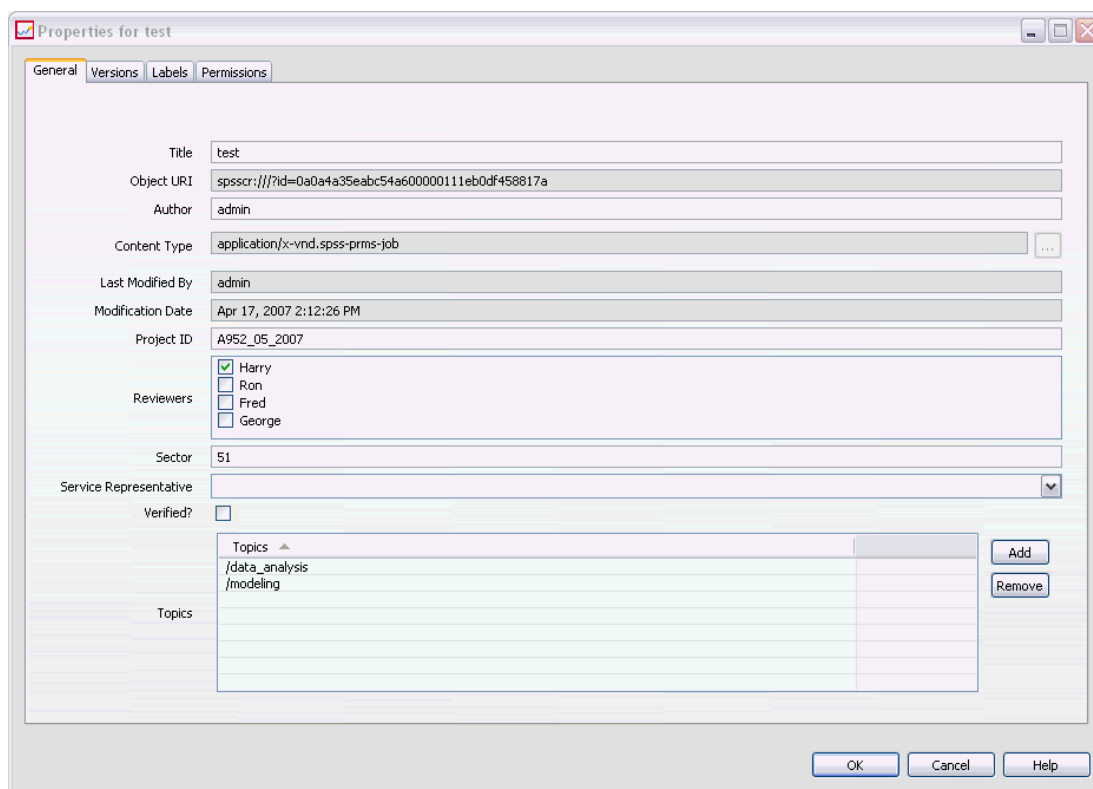 Properties for test
General Versions Labels Permissions
Title test
Object URI spsscr:///?id=0a0a4a35eabc54a600000111eb0df458817a
Author admin
Content Type application/x-vnd.spss-prms-job ...
Last Modified By admin
Modification Date Apr 17, 2007 2:12:26 PM
Project ID A952_05_2007
Reviewers
Harry
Ron
Fred
George
Sector 51
Service Representative
Verified?
Topics
Topics
/data_analysis
/modeling
Add
Remove
OK Cancel Help